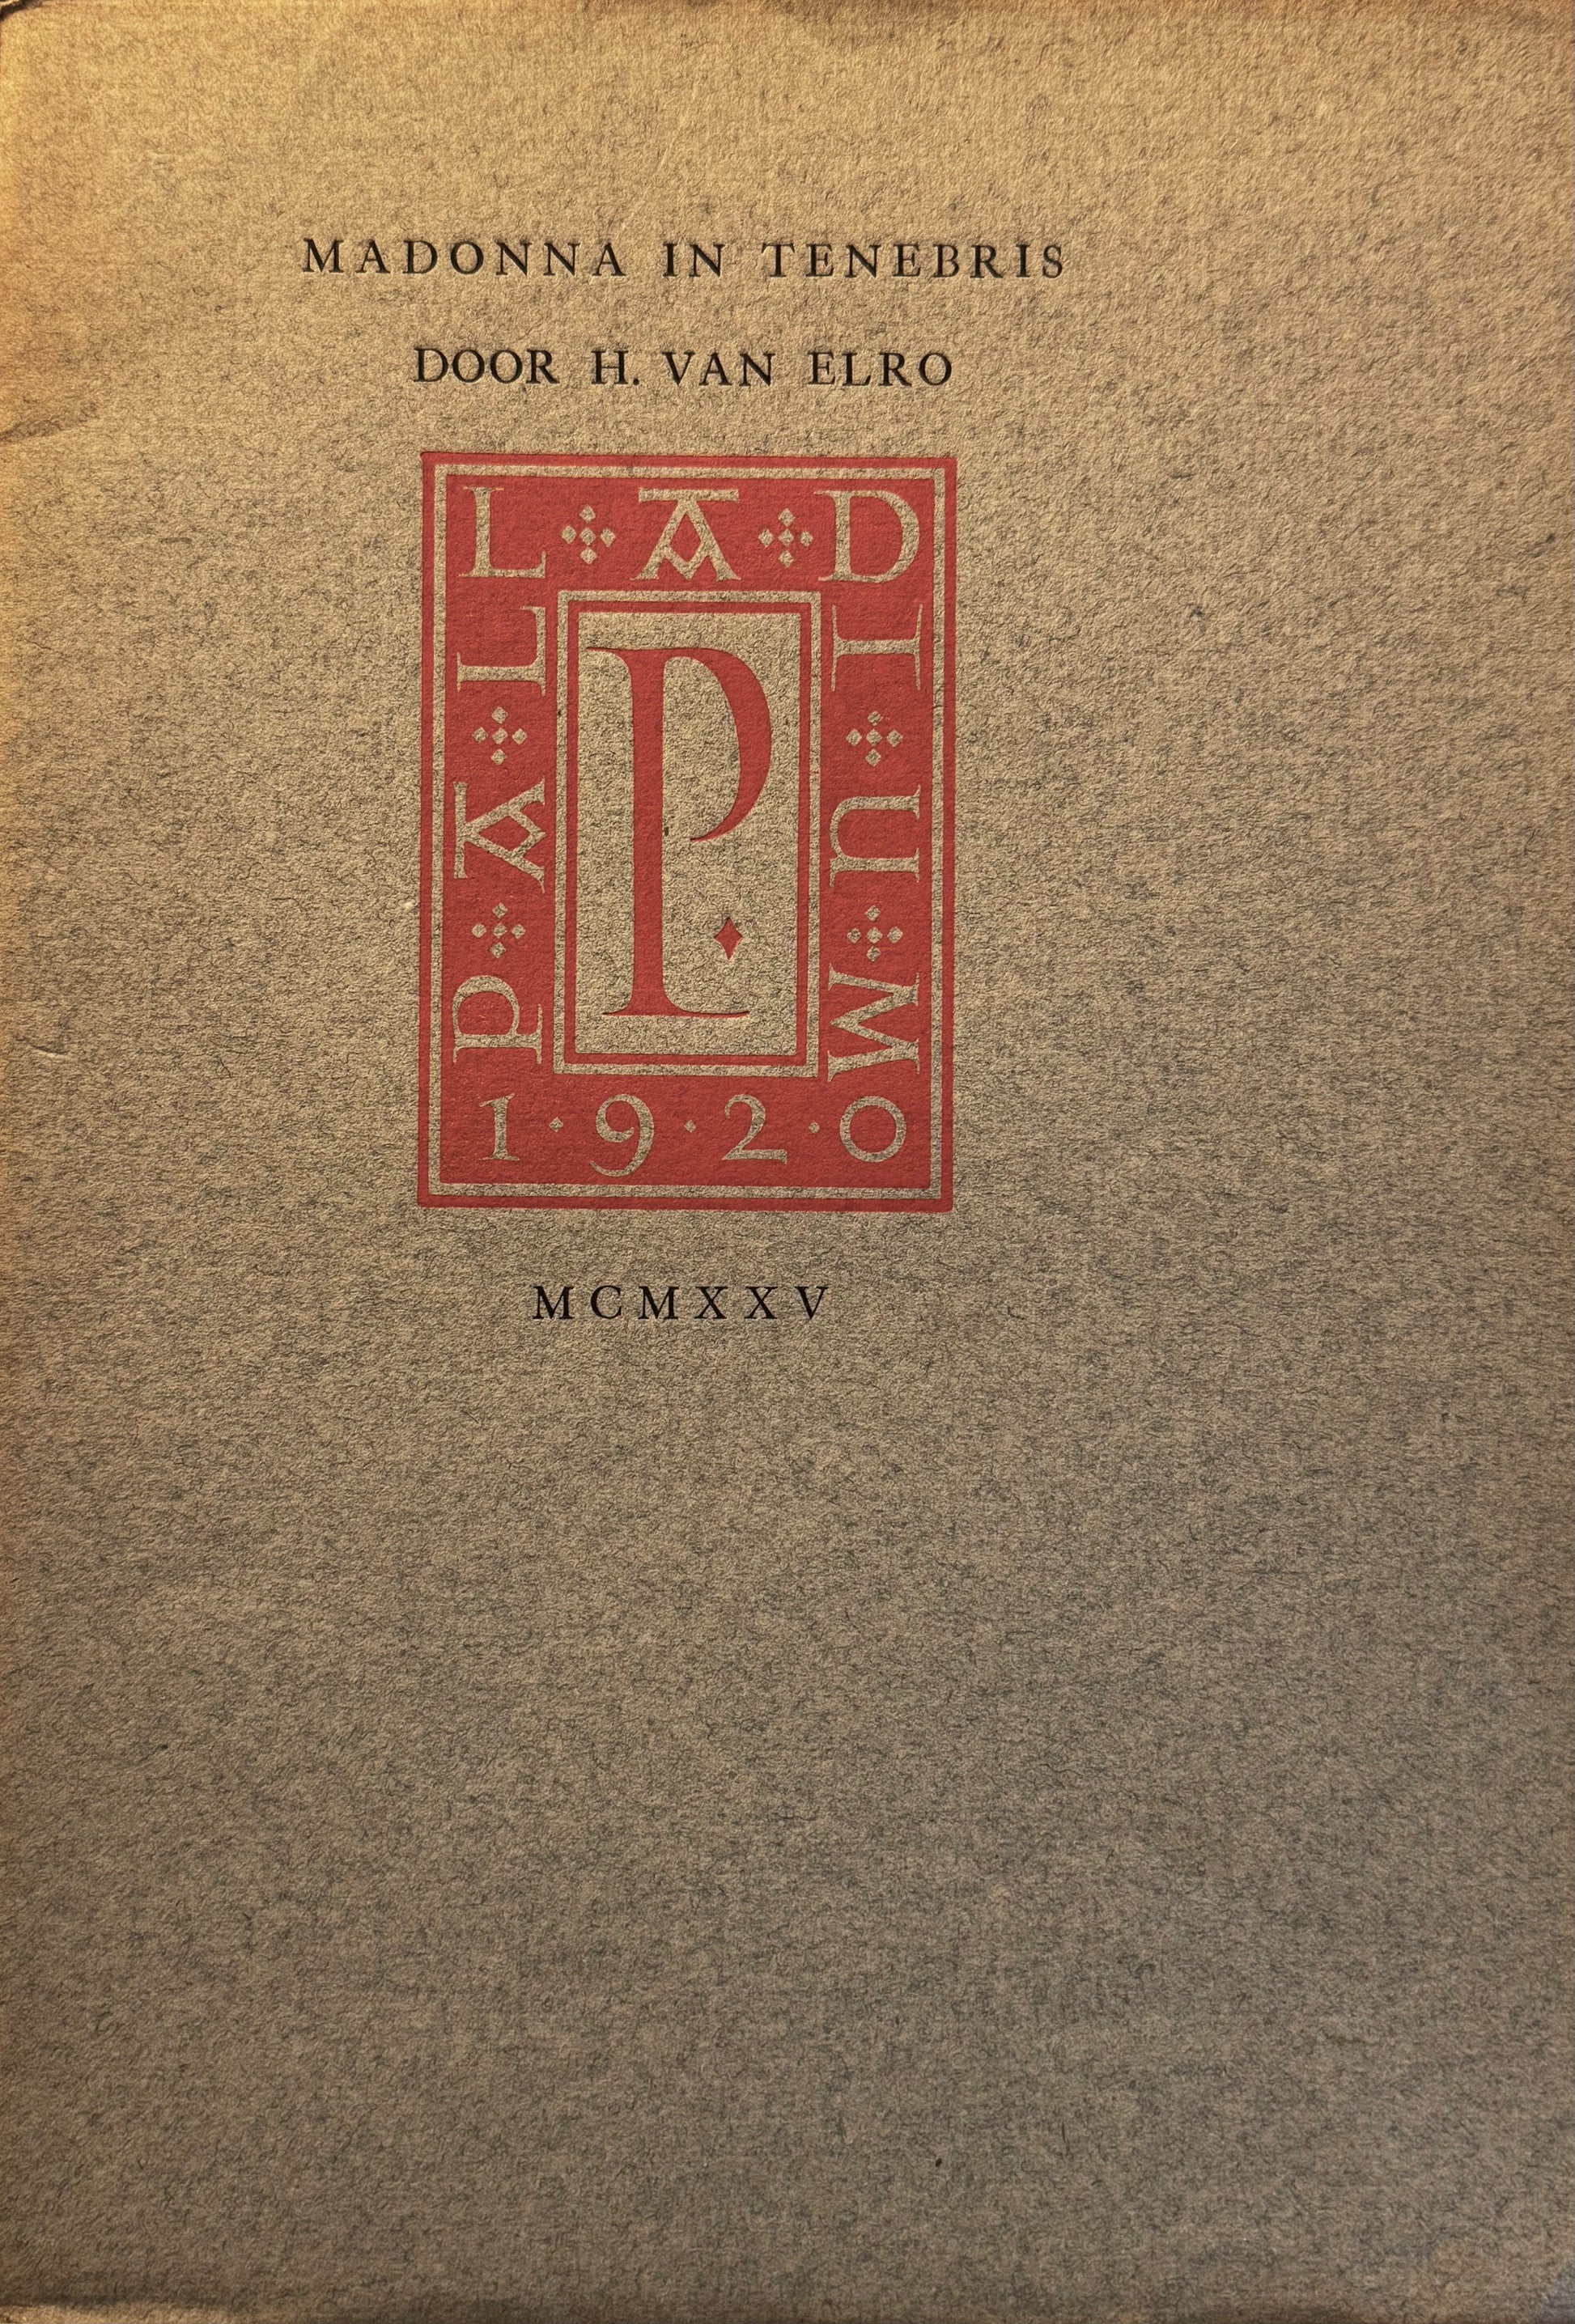 MADONNA IN TENEBRIS
DOOR H. VAN ELRO
PALLADIUM
P
1·9·2·0
MCMXXV